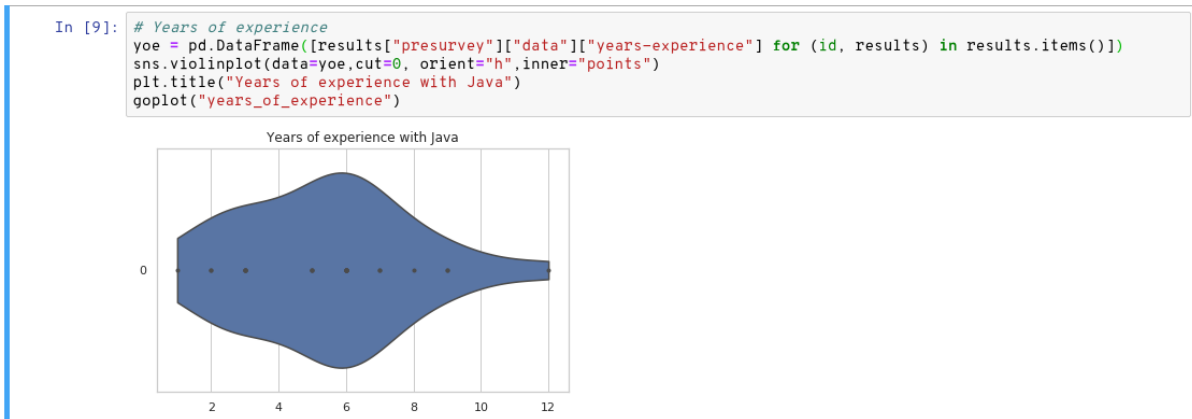 In [9]: # Years of experience
yoe = pd.DataFrame([results["presurvey"]["data"]["years-experience"] for (id, results) in results.items()])
sns.violinplot(data=yoe,cut=0, orient="h",inner="points")
plt.title("Years of experience with Java")
goplot("years_of_experience")
Years of experience with Java
0
2 4 6 8 10 12